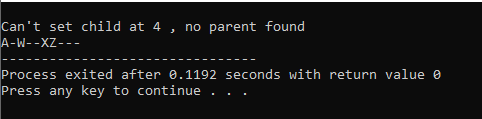 Can't set child at 4 , no parent found
A-W--XZ---
--------------------------------
Process exited after 0.1192 seconds with return value 0
Press any key to continue . . .